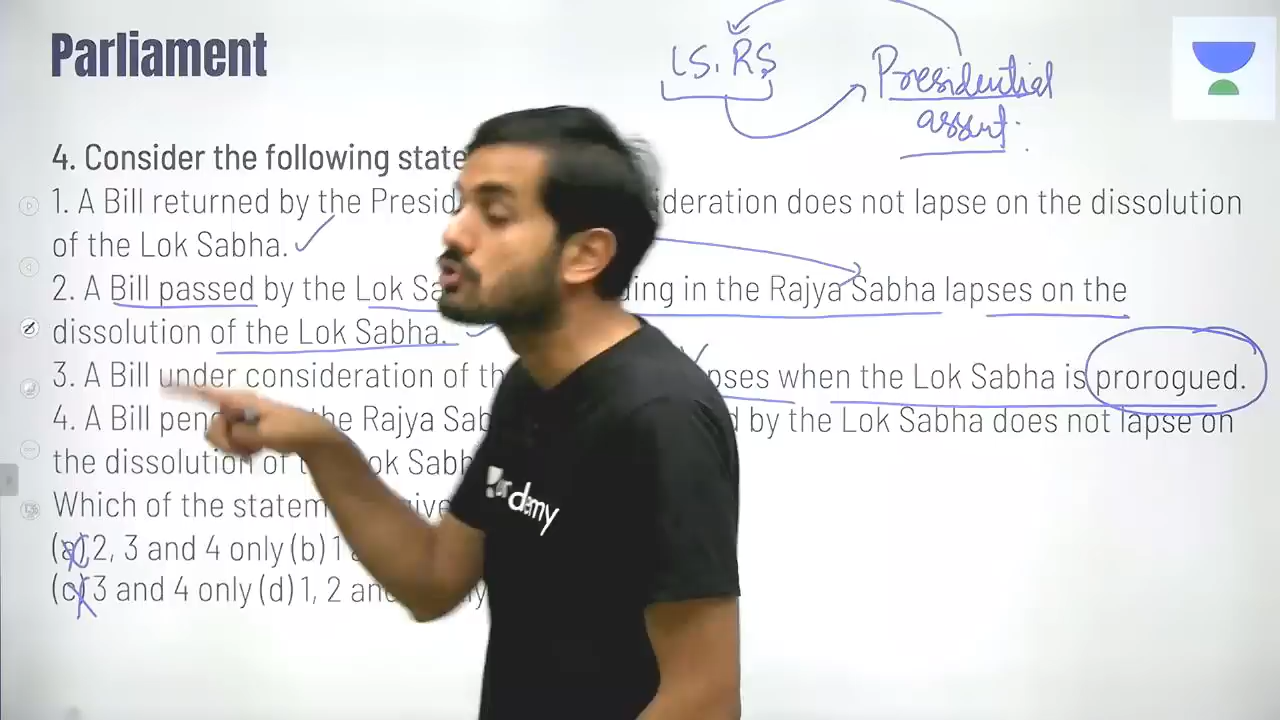 Parliament
LS. RS
Presidential
assent.
4. Consider the following state
1. A Bill returned by the Presid deration does not lapse on the dissolution
of the Lok Sabha.
2. A Bill passed by the Lok Sa ding in the Rajya Sabha lapses on the
dissolution of the Lok Sabha.
3. A Bill under consideration of th pses when the Lok Sabha is prorogued.
4. A Bill pen the Rajya Sab d by the Lok Sabha does not lapse on
the dissolution of t ok Sabh
Which of the statem give
(a) 2, 3 and 4 only (b) 1
(c) 3 and 4 only (d) 1, 2 an
demy